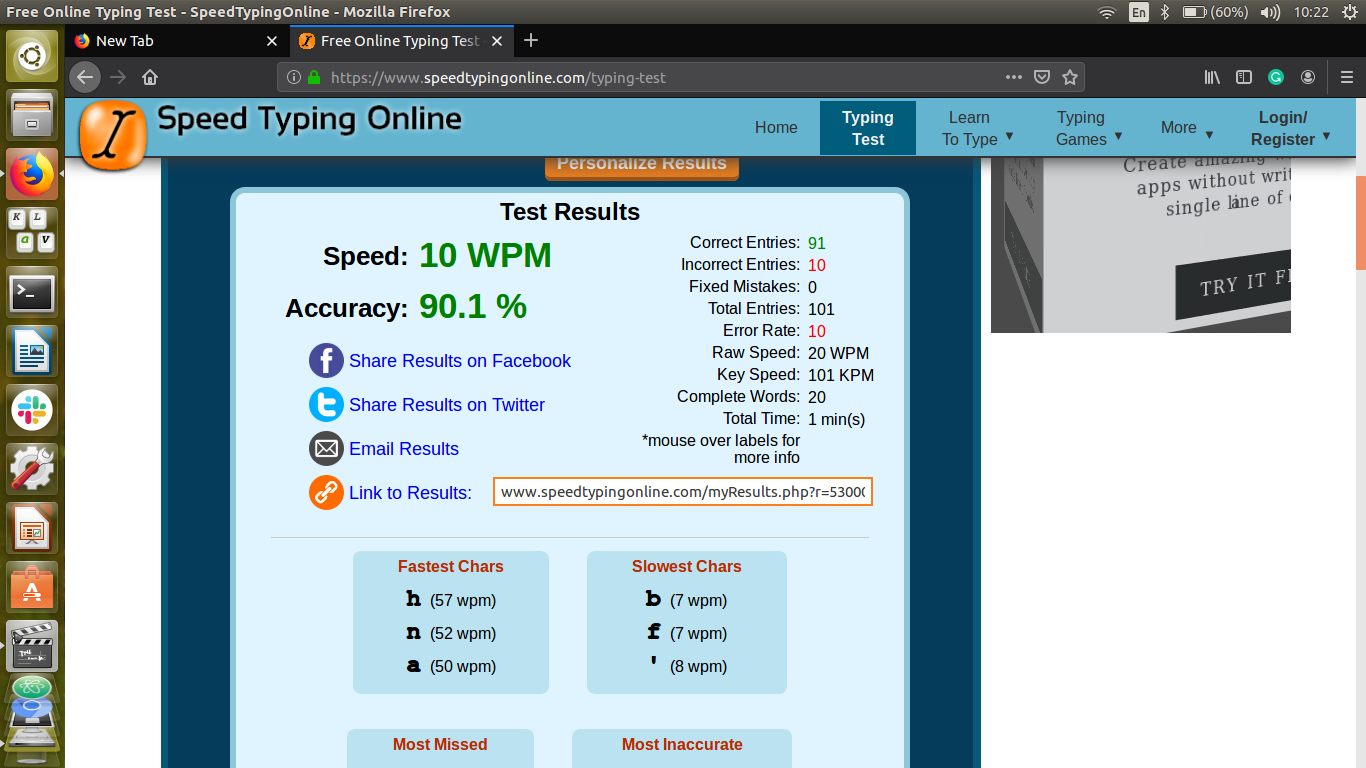 Free Online Typing Test - SpeedTypingOnline - Mozilla Firefox
En
(60%)
10:22
New Tab
Free Online Typing Test
https://www.speedtypingonline.com/typing-test
Speed Typing Online
Home
Typing
Test
Learn
To Type
Typing
Games
More
Login/
Register
Personalize Results
Create amazing
apps without
single line of
TRY IT
Test Results
Speed: 10 WPM
Accuracy: 90.1 %
Correct Entries: 91
Incorrect Entries: 10
Fixed Mistakes: 0
Total Entries: 101
Error Rate: 10
Raw Speed: 20 WPM
Key Speed: 101 KPM
Complete Words: 20
Total Time: 1 min(s)
*mouse over labels for
more info
Share Results on Facebook
Share Results on Twitter
Email Results
Link to Results: www.speedtypingonline.com/myResults.php?r=5300
Fastest Chars
h (57 wpm)
n (52 wpm)
a (50 wpm)
Slowest Chars
b (7 wpm)
f (7 wpm)
' (8 wpm)
Most Missed
Most Inaccurate